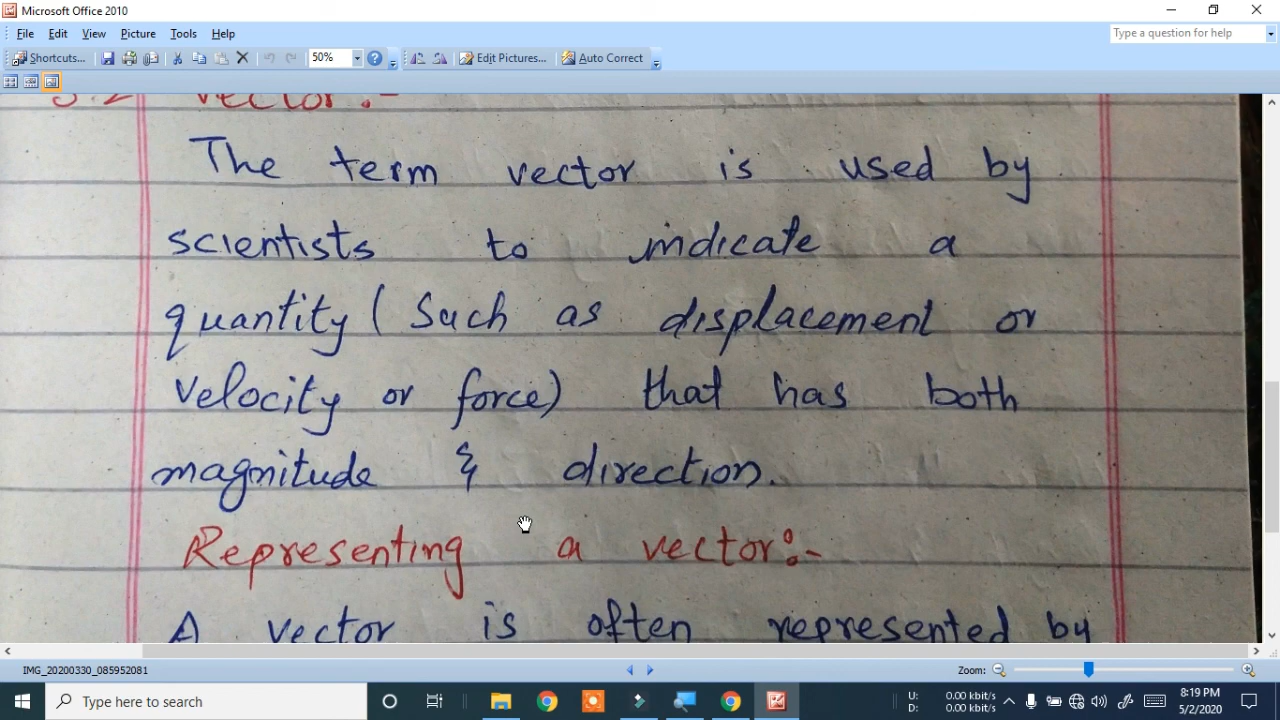 Microsoft Office 2010
File Edit View Picture Tools Help
Type a question for help
Shortcuts... 50% Edit Pictures... Auto Correct
3.2 vector:-
The term vector is used by
scientists to indicate a
quantity (such as displacement or
velocity or force) that has both
magnitude & direction.
Representing a vector:-
A vector is often represented by
IMG_20200330_085952081
Zoom:
Type here to search
U: 0.00 kbit/s
D: 0.00 kbit/s
8:19 PM
5/2/2020